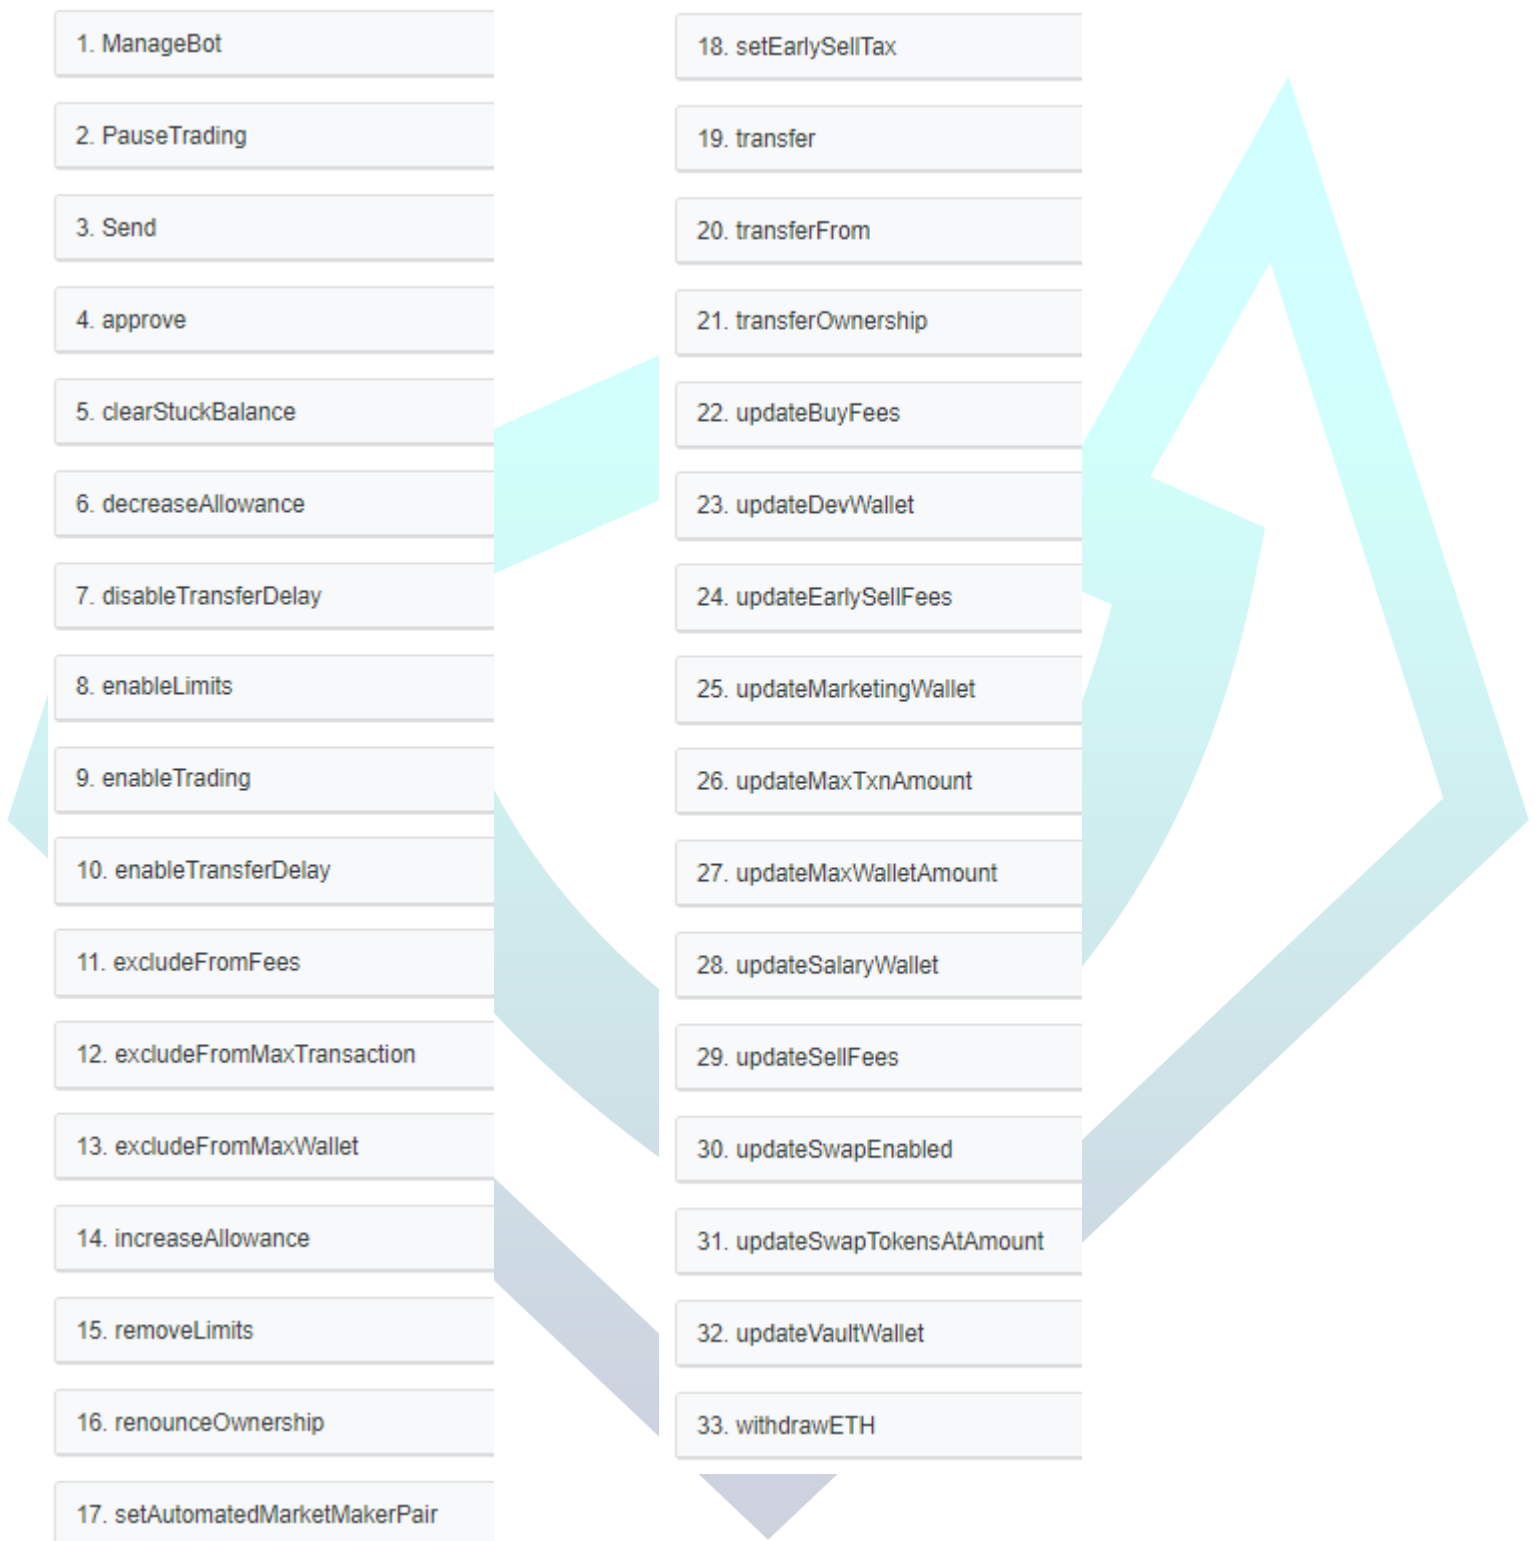 1. ManageBot
2. PauseTrading
3. Send
4. approve
5. clearStuckBalance
6. decreaseAllowance
7. disableTransferDelay
8. enableLimits
9. enableTrading
10. enableTransferDelay
11. excludeFromFees
12. excludeFromMaxTransaction
13. excludeFromMaxWallet
14. increaseAllowance
15. removeLimits
16. renounceOwnership
17. setAutomatedMarketMakerPair
18. setEarlySellTax
19. transfer
20. transferFrom
21. transferOwnership
22. updateBuyFees
23. updateDevWallet
24. updateEarlySellFees
25. updateMarketingWallet
26. updateMaxTxnAmount
27. updateMaxWalletAmount
28. updateSalaryWallet
29. updateSellFees
30. updateSwapEnabled
31. updateSwapTokensAtAmount
32. updateVaultWallet
33. withdrawETH